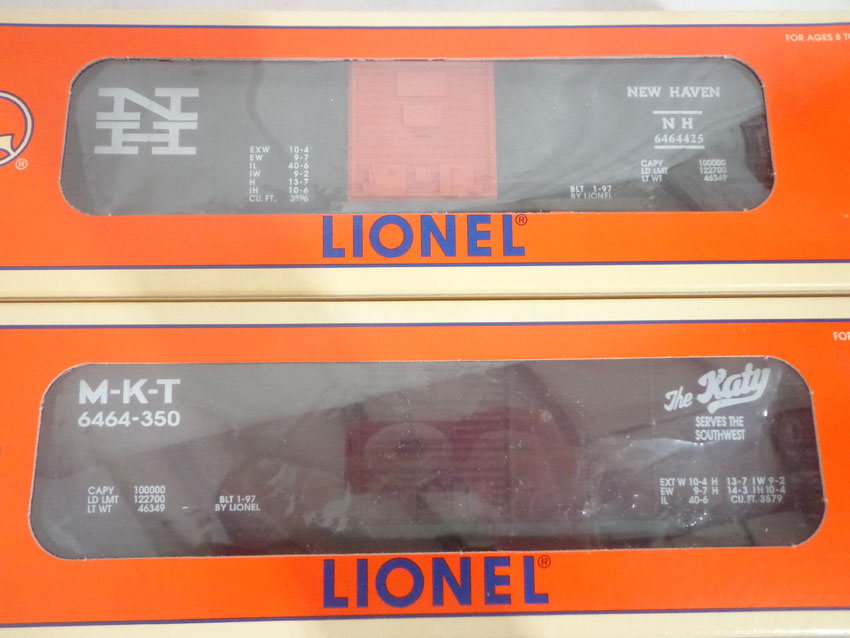 FOR AGES 8 TO
NH
NEW HAVEN
NH
6464425
EXW 10-4
EW 9-7
IL 40-6
IW 9-2
H 13-7
IH 10-6
CU. FT. 3596
BLT 1-97
BY LIONEL
CAPY 100000
LD LMT 122700
LT WT 46349
®
LIONEL®
FOR
M-K-T
6464-350
The Katy
SERVES THE
SOUTHWEST
CAPY 100000
LD LMT 122700
LT WT 46349
BLT 1-97
BY LIONEL
EXT W 10-4 H 13-7 IW 9-2
EW 9-7 H 14-3 IH 10-4
IL 40-6 CU. FT. 3579
LIONEL®